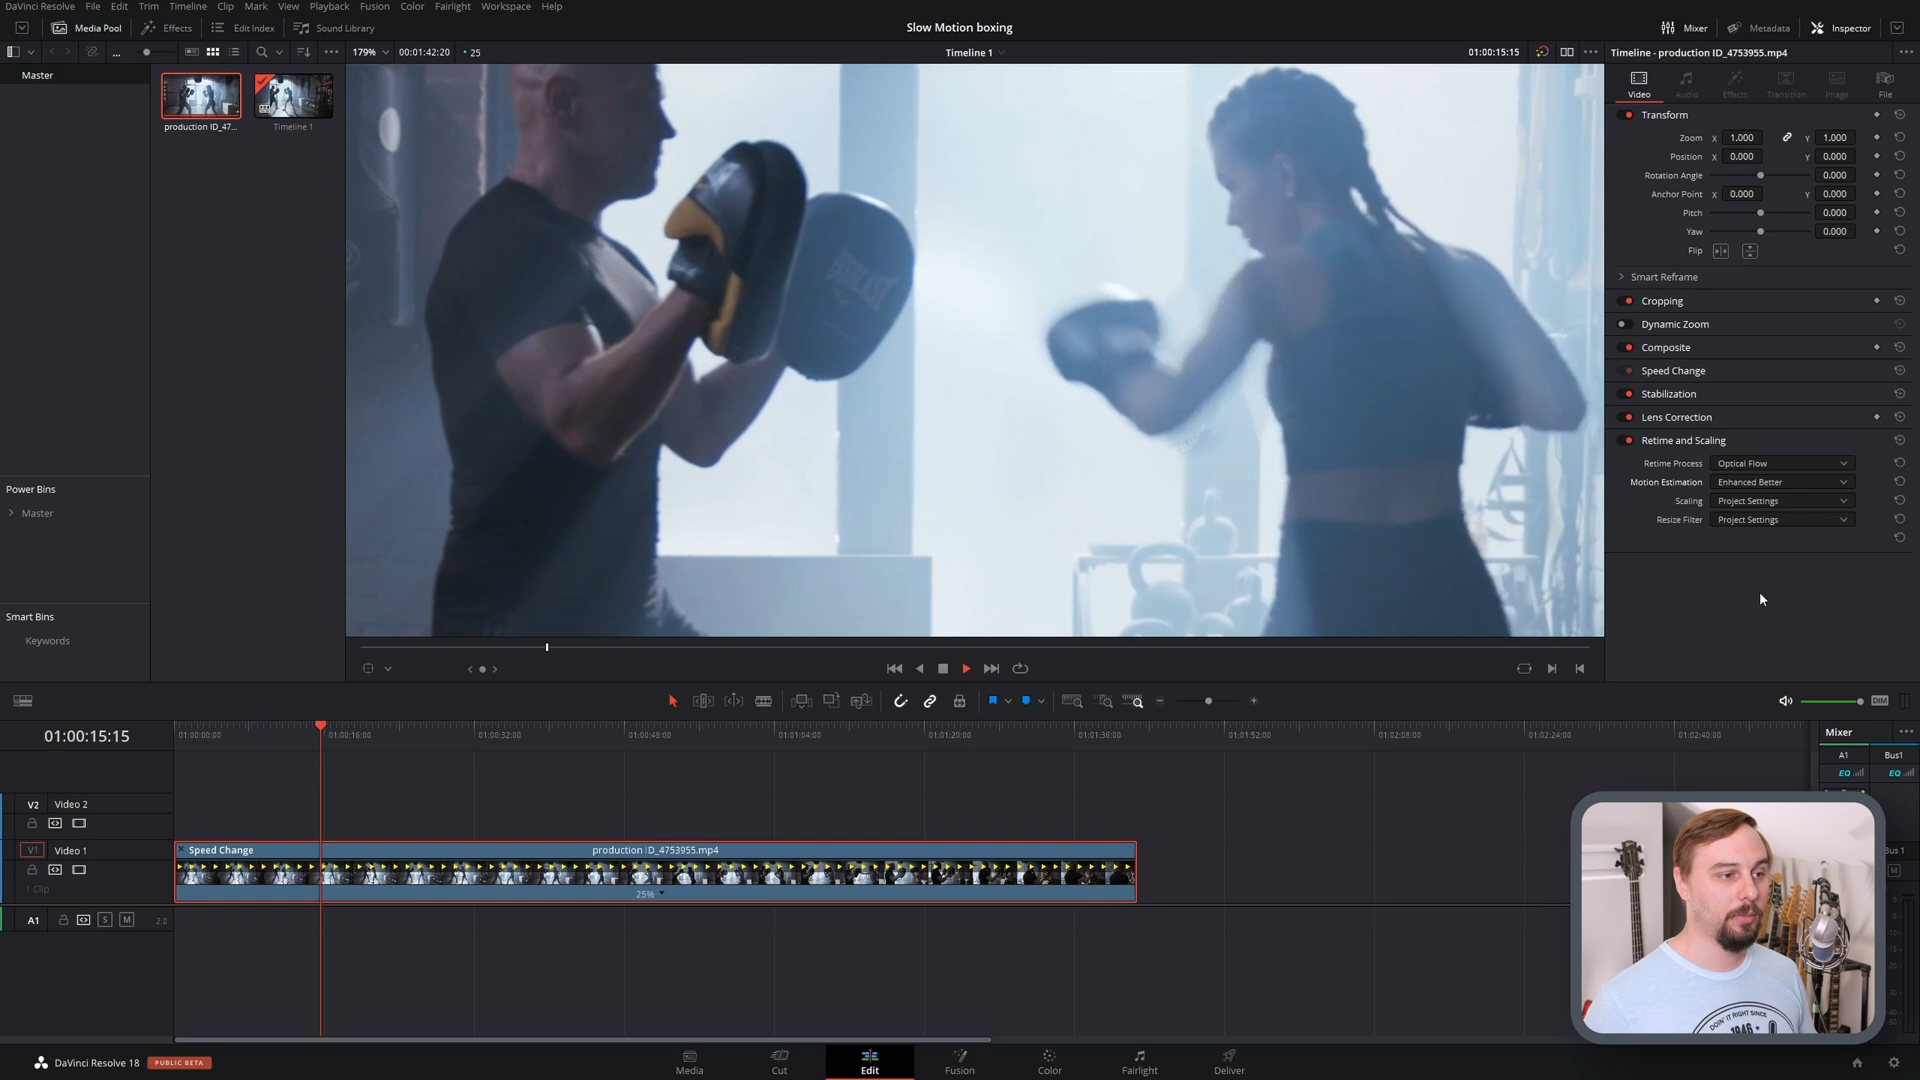 DaVinci Resolve File Edit Trim Timeline Clip Mark View Playback Fusion Color Fairlight Workspace Help
Media Pool Effects Edit Index Sound Library Slow Motion boxing Mixer Metadata Inspector
179% 00:01:42:20 25 Timeline 1 01:00:15:15 Timeline - production ID_4753955.mp4
Master
production ID_47... Timeline 1
Power Bins
Master
Smart Bins
Keywords
EVERLAST
Video Audio Effects Transition Image File
Transform
Zoom X 1.000 Y 1.000
Position X 0.000 Y 0.000
Rotation Angle 0.000
Anchor Point X 0.000 Y 0.000
Pitch 0.000
Yaw 0.000
Flip
Smart Reframe
Cropping
Dynamic Zoom
Composite
Speed Change
Stabilization
Lens Correction
Retime and Scaling
Retime Process Optical Flow
Motion Estimation Enhanced Better
Scaling Project Settings
Resize Filter Project Settings
DIM
01:00:15:15
01:00:00:00 01:00:16:00 01:00:32:00 01:00:48:00 01:01:04:00 01:01:20:00 01:01:36:00 01:01:52:00 01:02:08:00 01:02:24:00 01:02:40:00
Mixer
A1 Bus1
EQ EQ
V2 Video 2
V1 Video 1
1 Clip
Speed Change production ID_4753955.mp4
25%
A1 S M 2.0
Bus 1
M
DOIN' IT RIGHT SINCE
1946
DaVinci Resolve 18 PUBLIC BETA
Media Cut Edit Fusion Color Fairlight Deliver